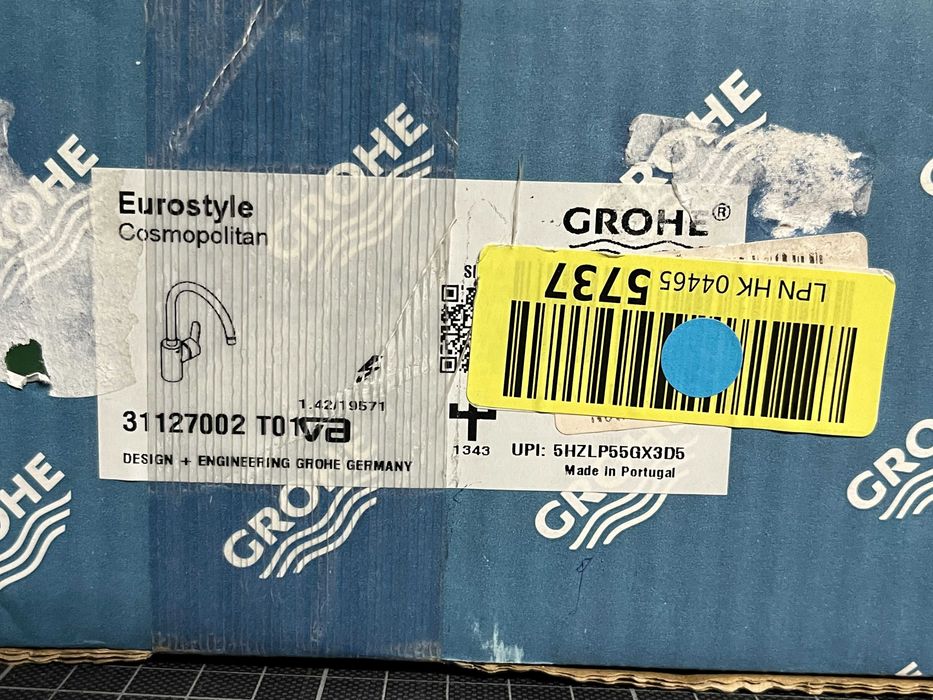 GROHE
GROHE
GROHE
Eurostyle
Cosmopolitan
GROHE®
LPN HK 04465 5737
1.42/19571
31127002 T01
va
1343
UPI: 5HZLP55GX3D5
DESIGN + ENGINEERING GROHE GERMANY
Made in Portugal
GROHE
GROHE
GROHE